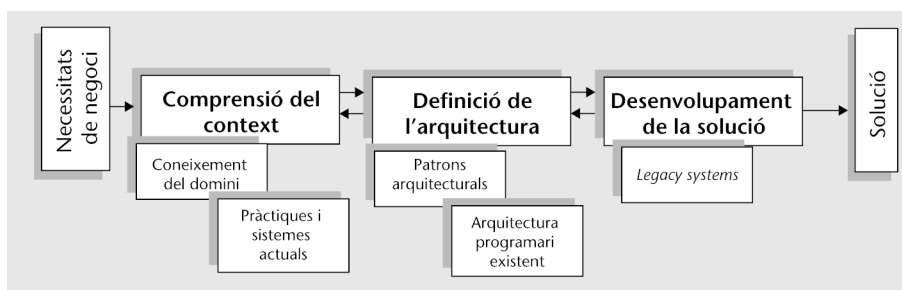 Necessitats
de negoci
Comprensió del
context
Coneixement
del domini
Pràctiques i
sistemes
actuals
Definició de
l'arquitectura
Patrons
arquitecturals
Arquitectura
programari
existent
Desenvolupament
de la solució
Legacy systems
Solució